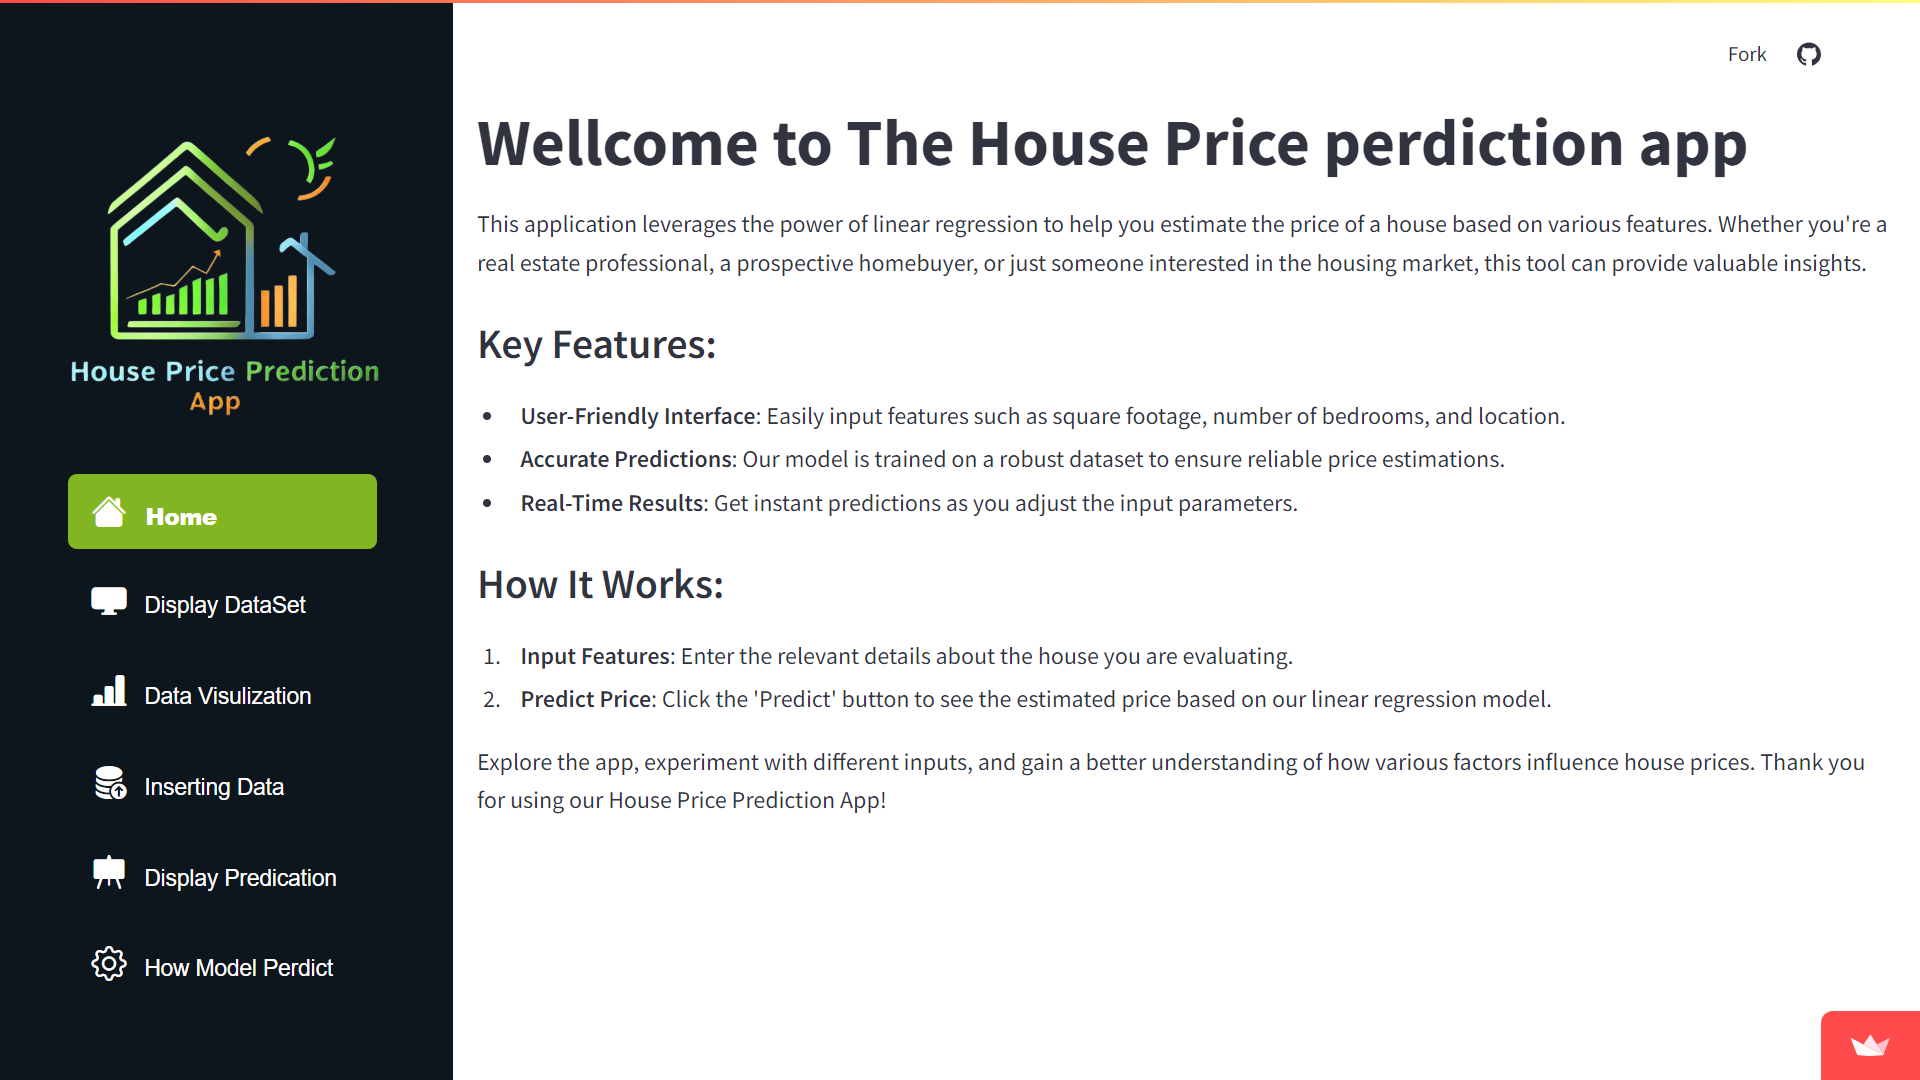 House Price Prediction
App
Home
Display DataSet
Data Visulization
Inserting Data
Display Predication
How Model Perdict
Fork
Wellcome to The House Price perdiction app
This application leverages the power of linear regression to help you estimate the price of a house based on various features. Whether you're a
real estate professional, a prospective homebuyer, or just someone interested in the housing market, this tool can provide valuable insights.
Key Features:
• User-Friendly Interface: Easily input features such as square footage, number of bedrooms, and location.
• Accurate Predictions: Our model is trained on a robust dataset to ensure reliable price estimations.
• Real-Time Results: Get instant predictions as you adjust the input parameters.
How It Works:
1. Input Features: Enter the relevant details about the house you are evaluating.
2. Predict Price: Click the 'Predict' button to see the estimated price based on our linear regression model.
Explore the app, experiment with different inputs, and gain a better understanding of how various factors influence house prices. Thank you
for using our House Price Prediction App!